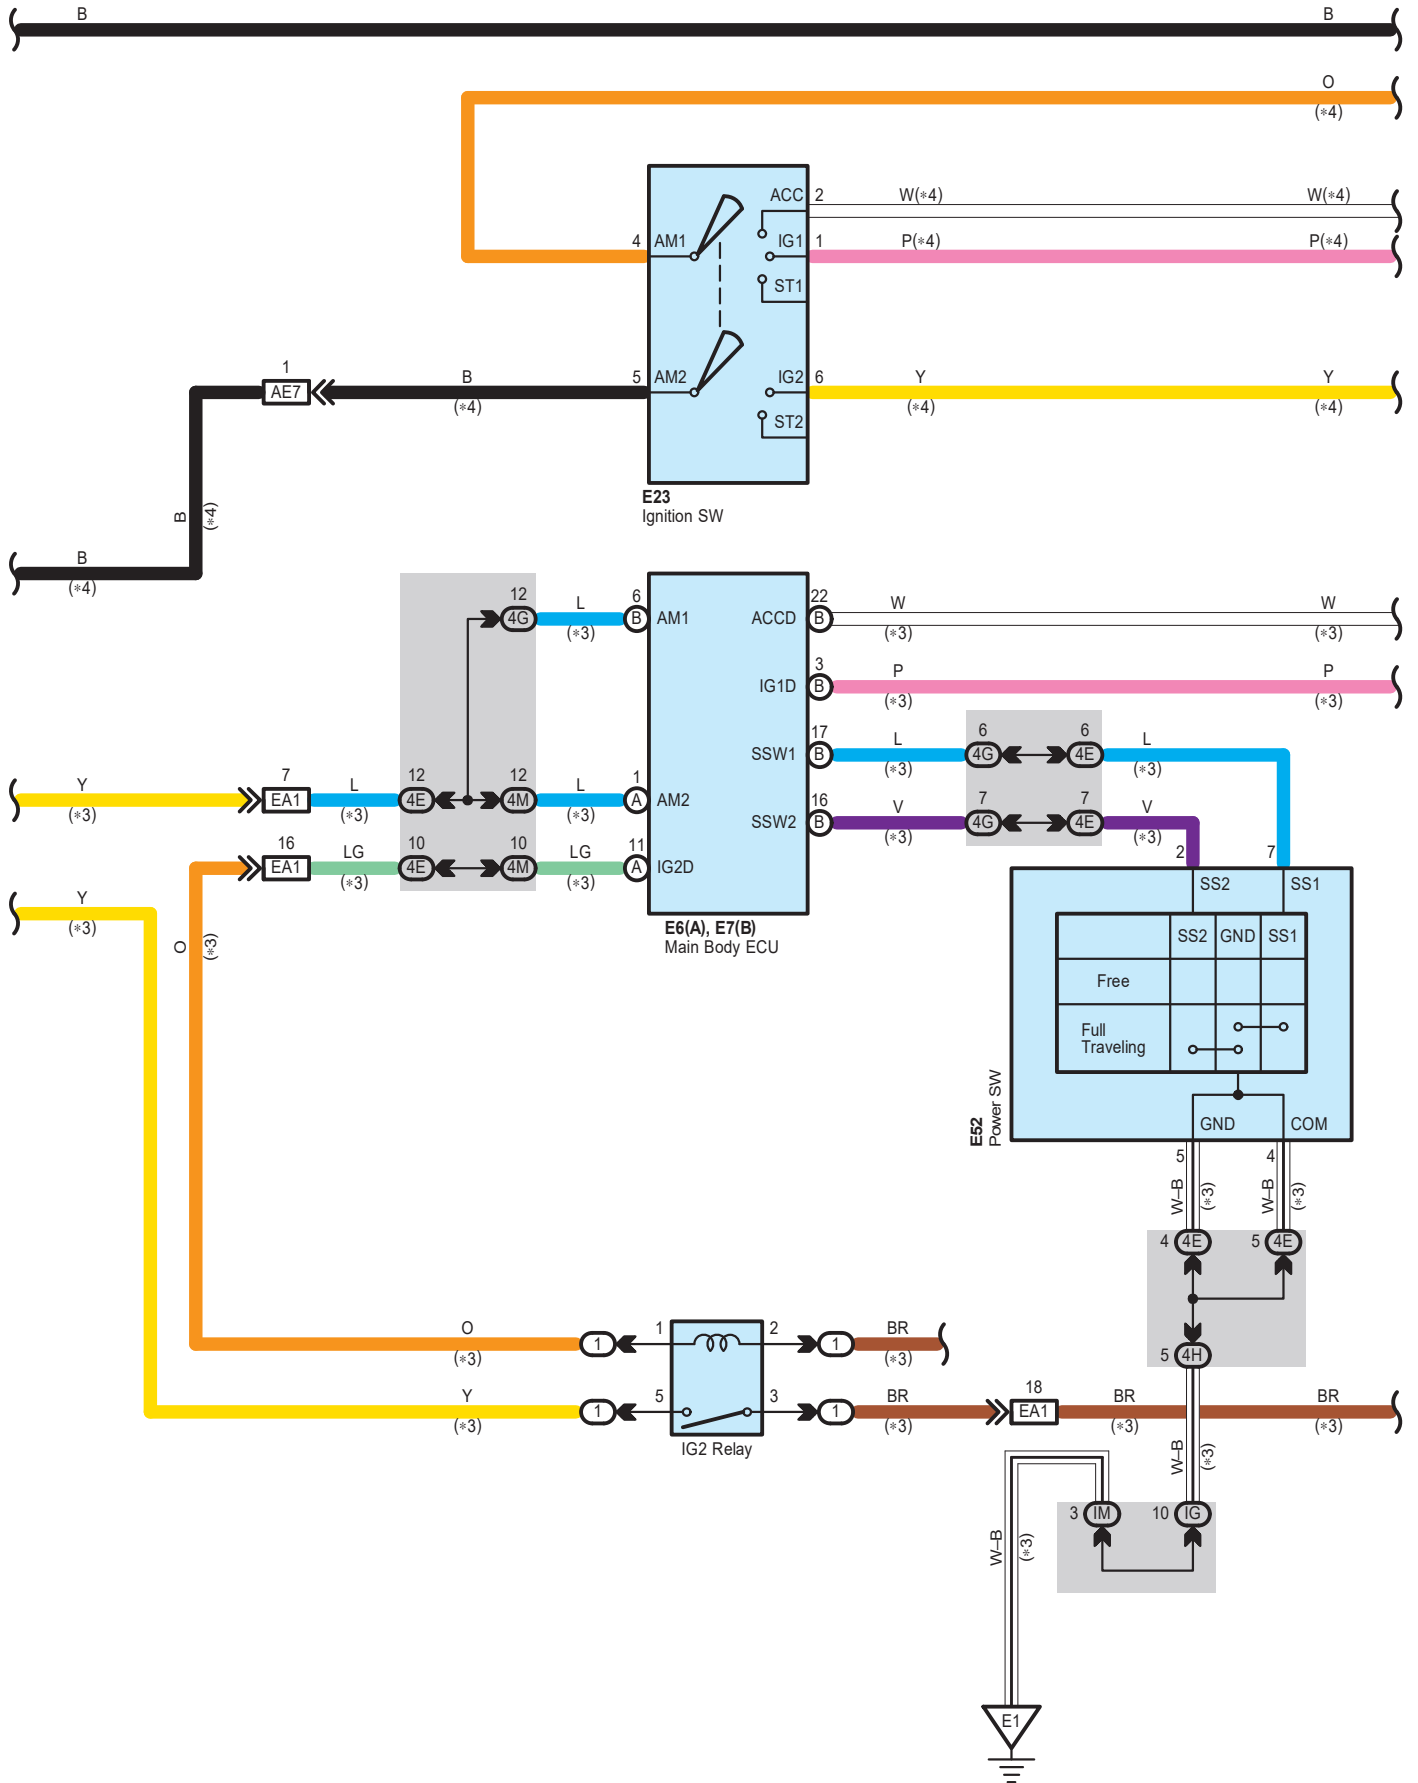 B B
O
(*4)
ACC 2 W(*4) W(*4)
4 AM1 IG1 1 P(*4) P(*4)
ST1
1
AE7 B 5 AM2 IG2 6 Y Y
(*4) (*4) (*4)
ST2
E23
Ignition SW
B
(*4)
B
(*4)
12 L 6 22 W W
4G B AM1 ACCD B
(*3) (*3) (*3)
3 P P
IG1D B
(*3) (*3)
17 L 6 6 L
SSW1 B 4G 4E
(*3) (*3)
Y 7 L 12 12 L 1
EA1 4E 4M A AM2
(*3) (*3) (*3)
16 V 7 7 V
SSW2 B 4G 4E
(*3) (*3)
16 LG 10 10 LG 11
EA1 4E 4M A IG2D
(*3) (*3)
2 7
SS2 SS1
Y
(*3)
E6(A), E7(B)
Main Body ECU
O
(*3)
SS2 GND SS1
Free
Full
Traveling
E52
Power SW
GND COM
5 4
W–B
(*3)
W–B
(*3)
4 4E 5 4E
O 1 2 BR
1 1
(*3) (*3)
5 4H
Y 5 3 BR 18 BR BR
1 1 EA1
(*3) (*3) (*3) (*3)
IG2 Relay
W–B
(*3)
3 IM 10 IG
W–B
(*3)
E1